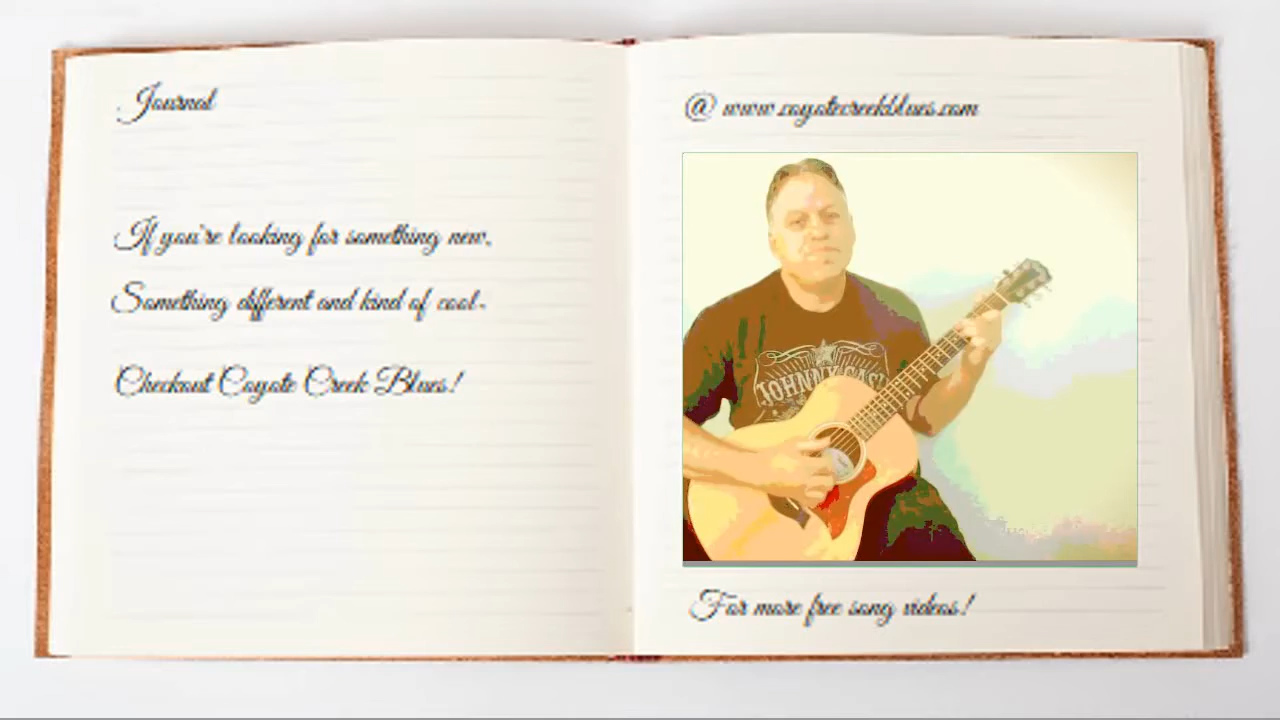 Journal
If you're looking for something new,
Something different and kind of cool-
Checkout Coyote Creek Blues!
@ www.coyotecreekblues.com
JOHNNY CASH
For more free song videos!